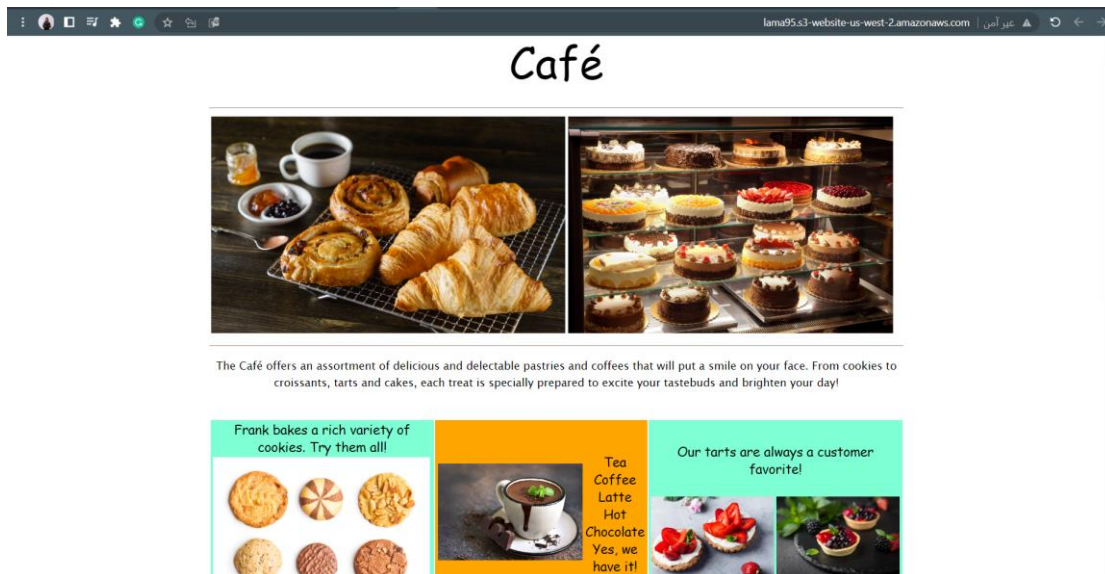 lama95.s3-website-us-west-2.amazonaws.com | غير آمن
Café
The Café offers an assortment of delicious and delectable pastries and coffees that will put a smile on your face. From cookies to
croissants, tarts and cakes, each treat is specially prepared to excite your tastebuds and brighten your day!
Frank bakes a rich variety of
cookies. Try them all!
Tea
Coffee
Latte
Hot
Chocolate
Yes, we
have it!
Our tarts are always a customer
favorite!